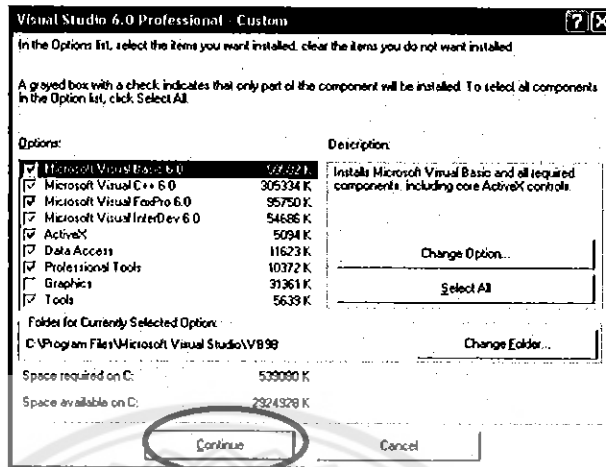 Visual Studio 6.0 Professional - Custom
In the Options list, select the items you want installed, clear the items you do not want installed
A grayed box with a check indicates that only part of the component will be installed. To select all components
In the Option list, click Select All.
Options:
Description:
Microsoft Visual Basic 6.0
Microsoft Visual C++ 6.0 305334 K
Microsoft Visual FoxPro 6.0 95750 K
Microsoft Visual InterDev 6.0 54686 K
ActiveX 5094 K
Data Access 11623 K
Professional Tools 10372 K
Graphics 31361 K
Tools 5639 K
Installs Microsoft Visual Basic and all required
components, including core ActiveX controls.
Change Option...
Select All
Folder for Currently Selected Option:
C:\Program Files\Microsoft Visual Studio\VB98
Change Folder...
Space required on C: 539090 K
Space available on C: 2924928 K
Continue
Cancel